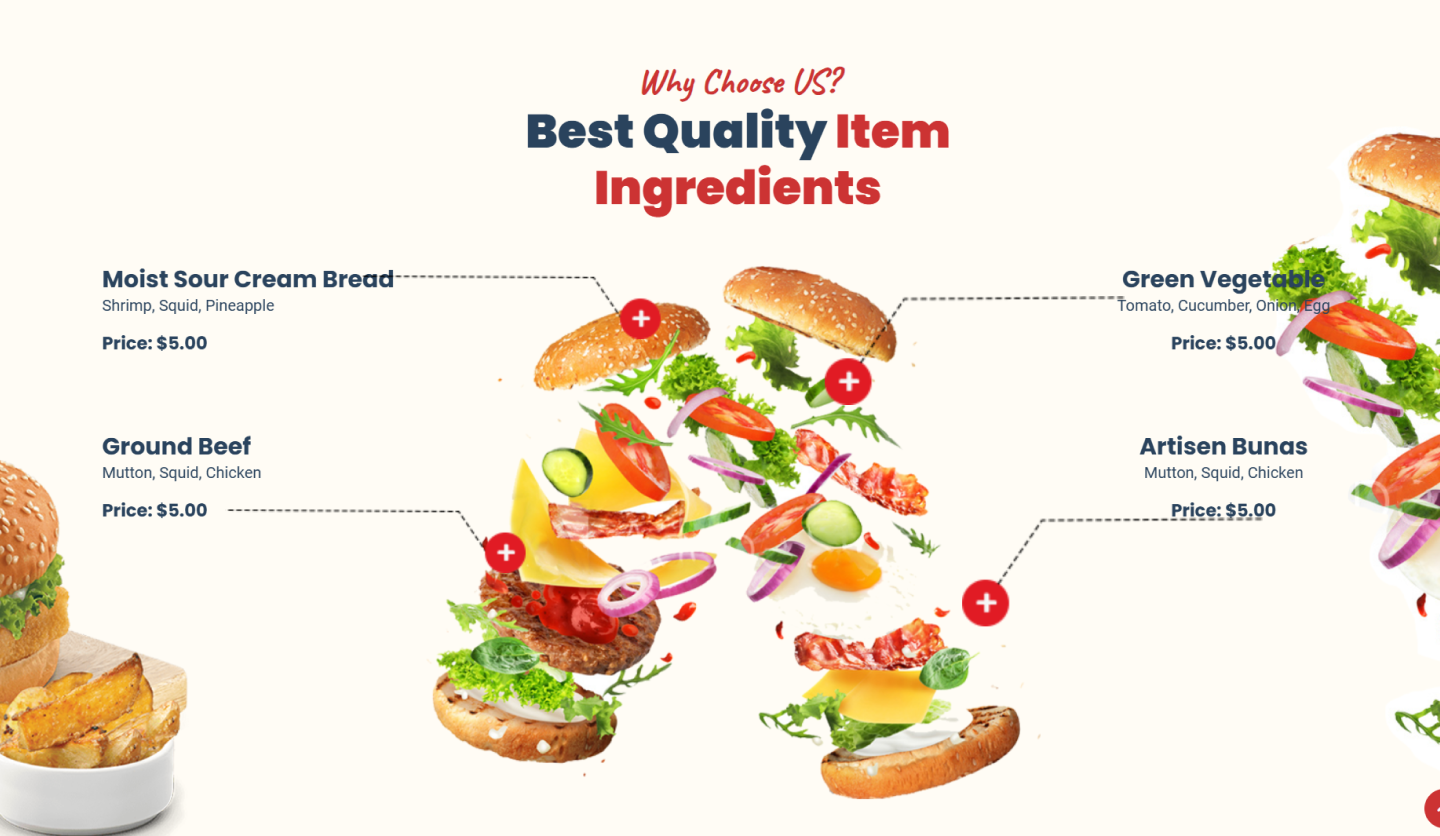 Why Choose US?
Best Quality Item
Ingredients
Moist Sour Cream Bread
Shrimp, Squid, Pineapple
Price: $5.00
Ground Beef
Mutton, Squid, Chicken
Price: $5.00
Green Vegetable
Tomato, Cucumber, Onion, Egg
Price: $5.00
Artisen Bunas
Mutton, Squid, Chicken
Price: $5.00